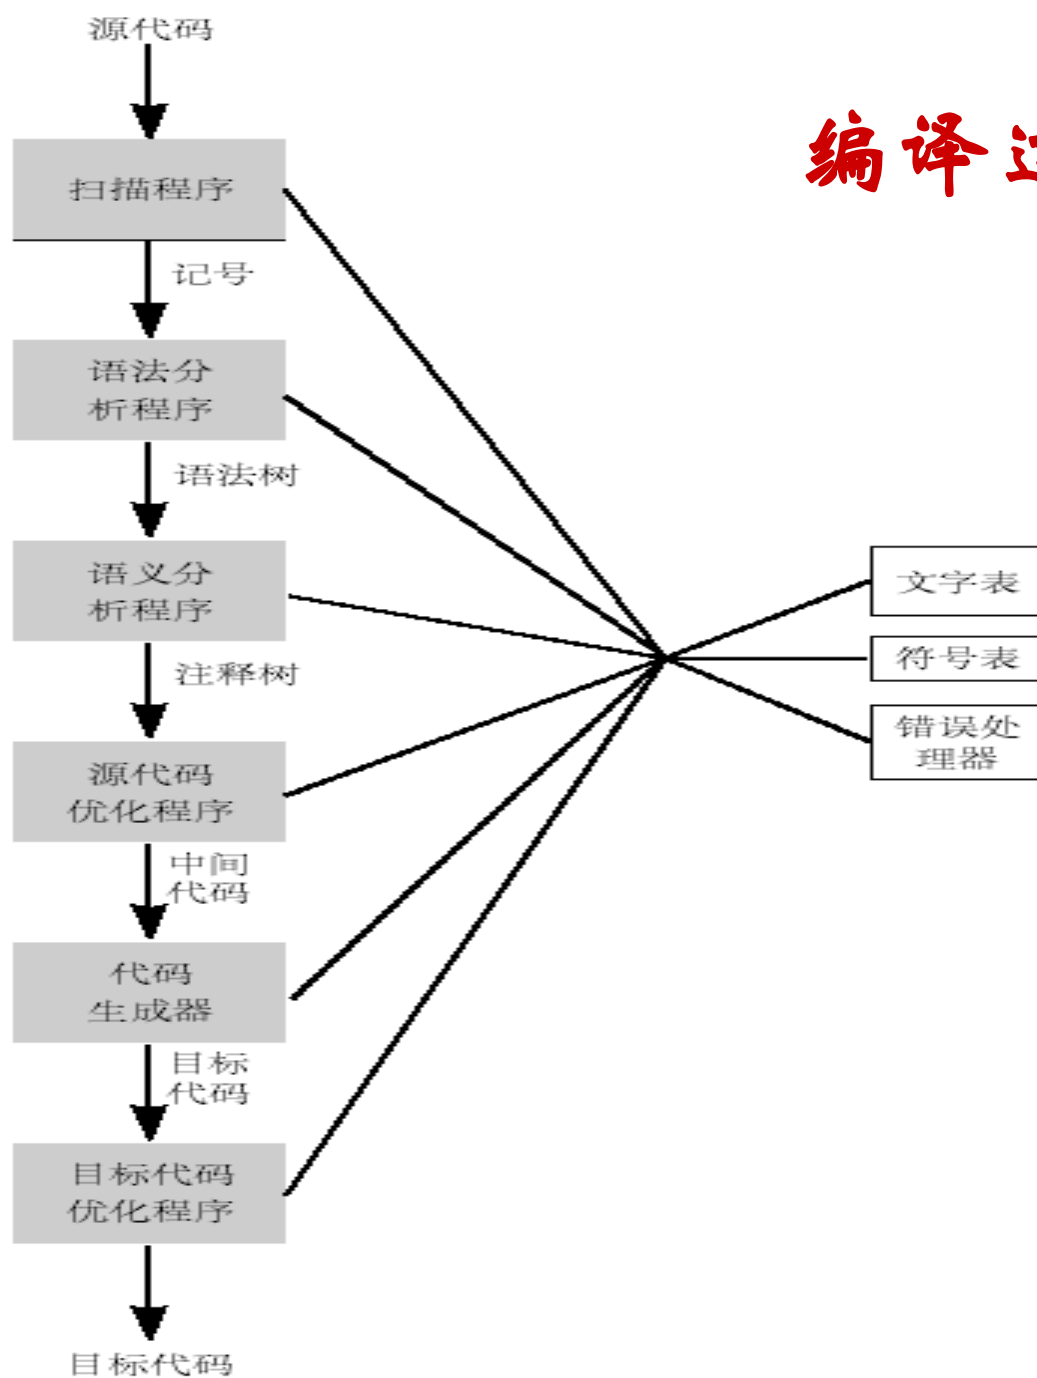 源代码
编译
扫描程序
记号
语法分
析程序
语法树
语义分
析程序
注释树
源代码
优化程序
中间
代码
代码
生成器
目标
代码
目标代码
优化程序
目标代码
文字表
符号表
错误处
理器